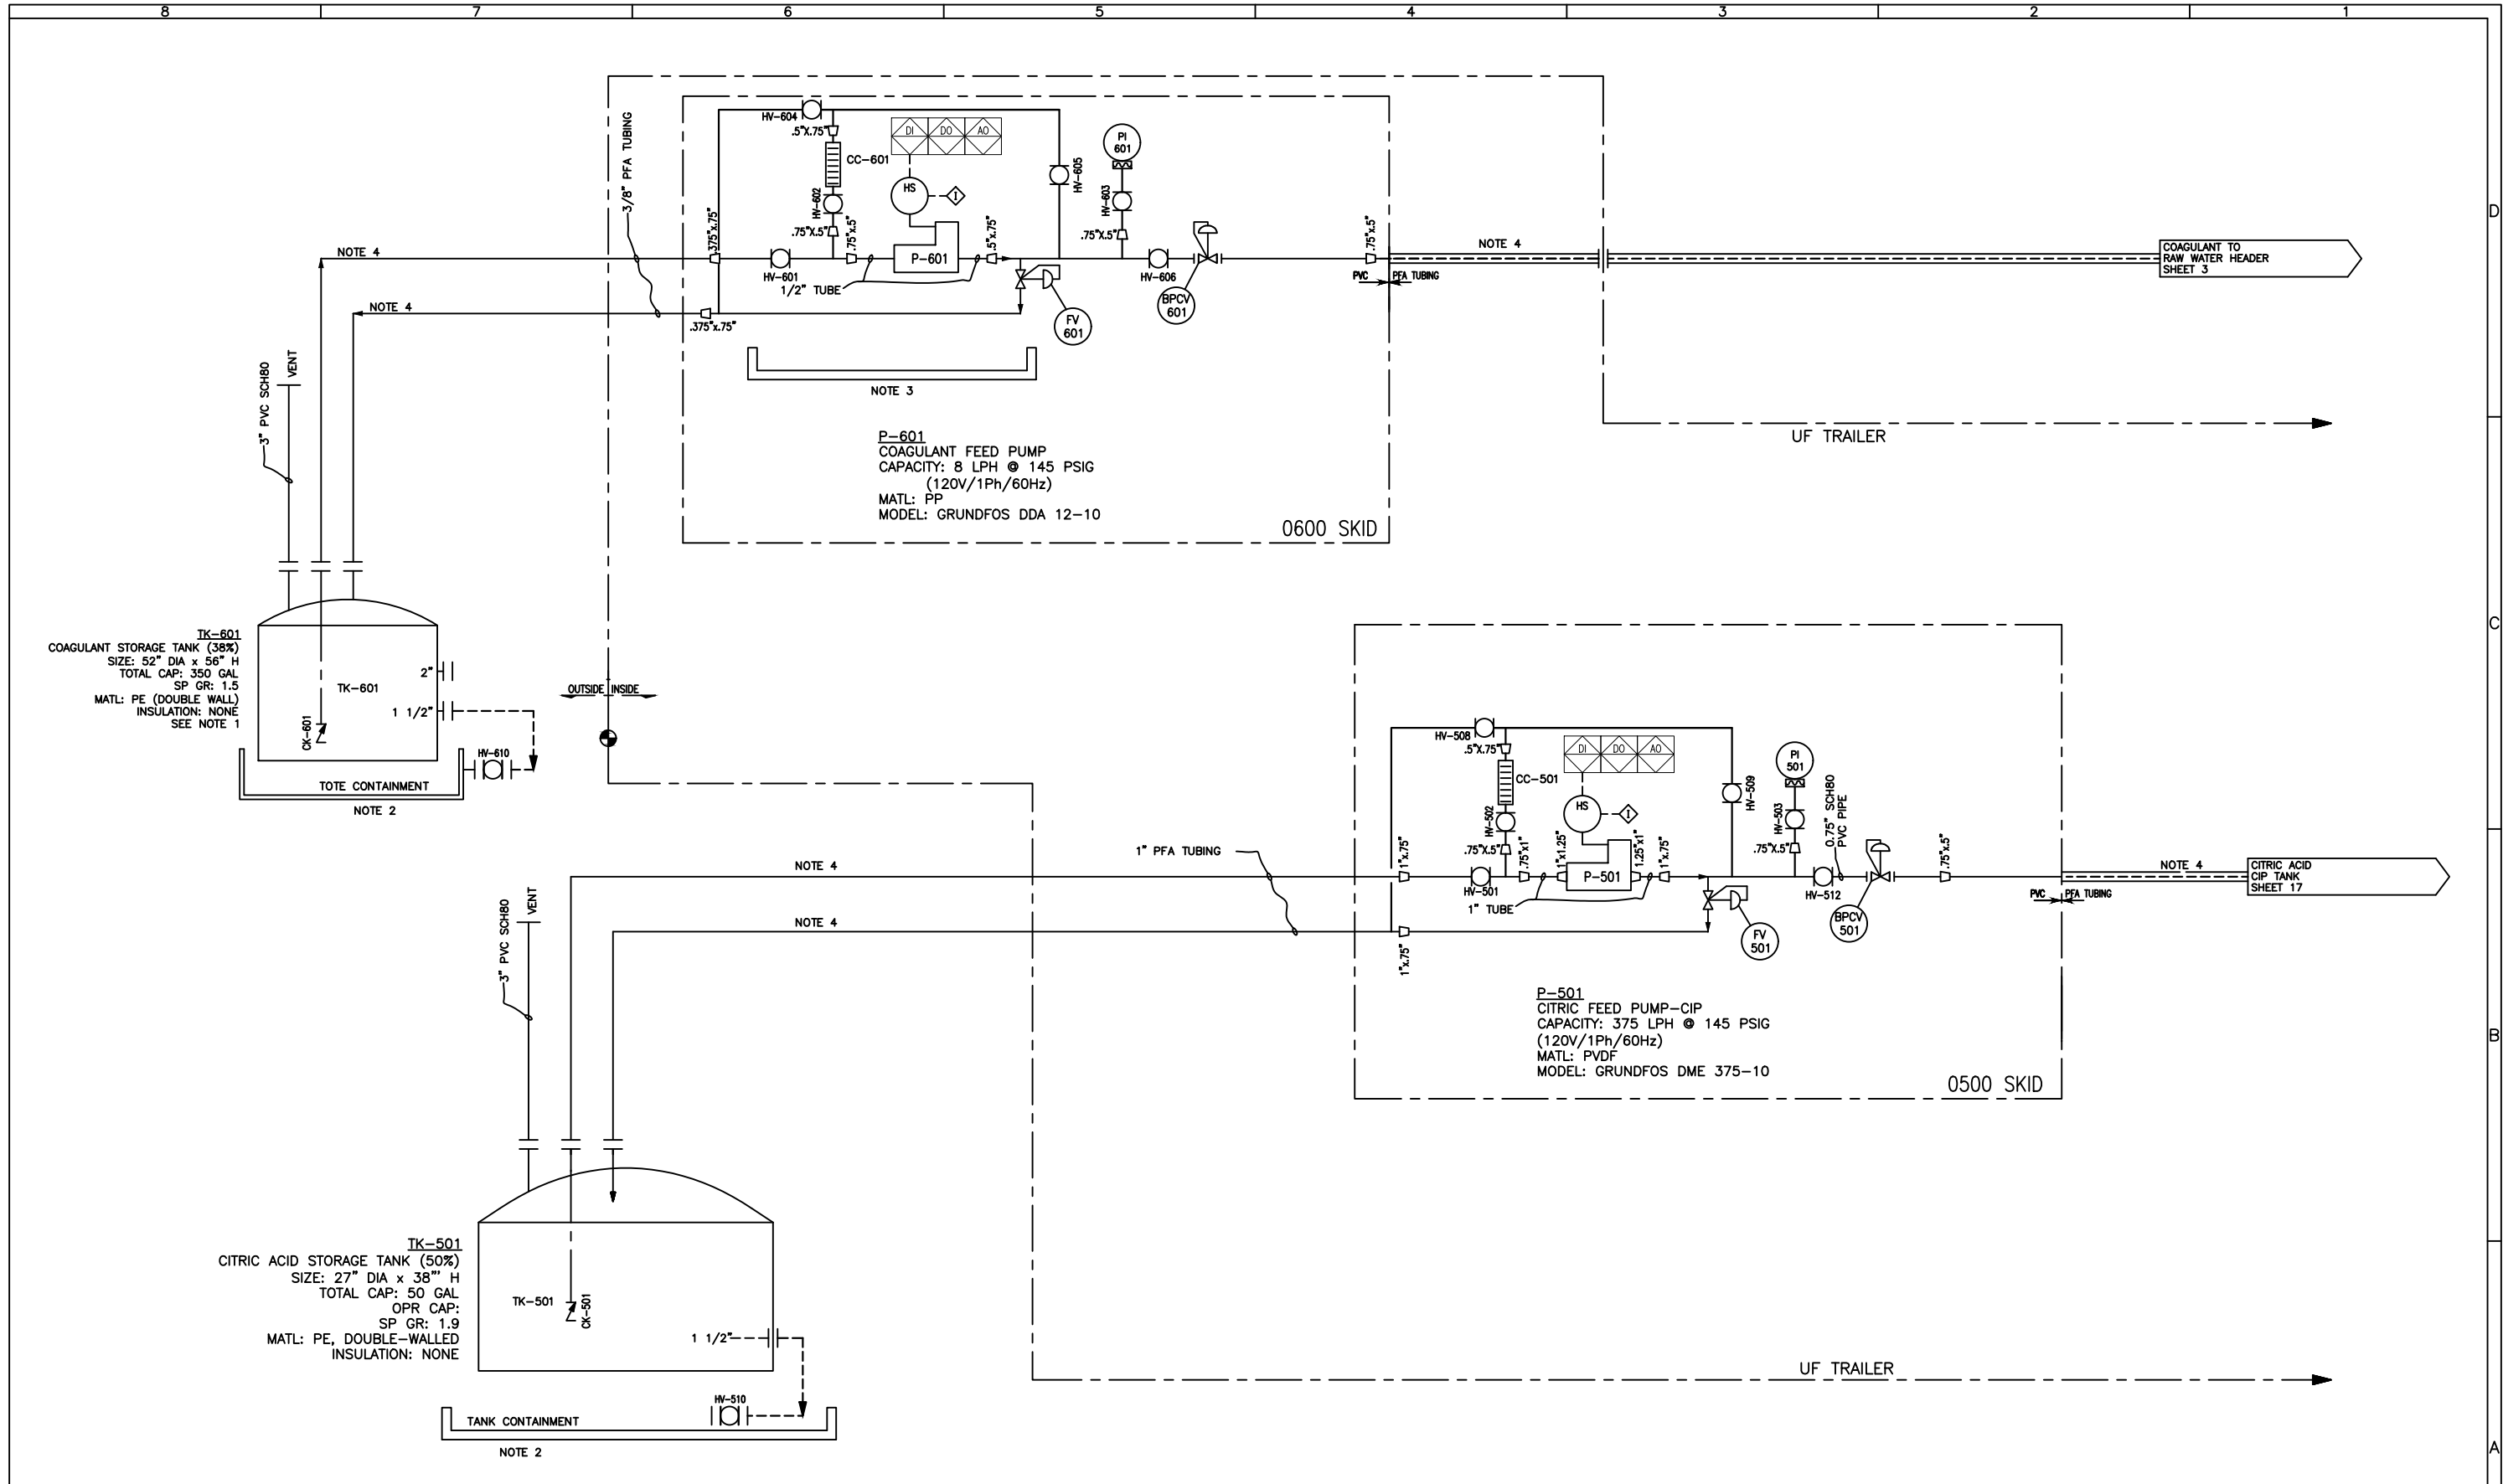 8
7
6
5
4
3
2
1
D
C
B
A
HV-604
.5"X.75"
CC-601
HV-602
.75"X.5"
.75"x.5"
DI
DO
AO
HS
I
P-601
.5"x.75"
HV-605
PI
601
HV-603
.75"X.5"
3/8" PFA TUBING
.375"x.75"
NOTE 4
HV-601
1/2" TUBE
HV-606
BPCV
601
.75"x.5"
PVC
PFA TUBING
NOTE 4
COAGULANT TO
RAW WATER HEADER
SHEET 3
NOTE 4
.375"x.75"
FV
601
NOTE 3
3" PVC SCH80
VENT
P-601
COAGULANT FEED PUMP
CAPACITY: 8 LPH @ 145 PSIG
(120V/1Ph/60Hz)
MATL: PP
MODEL: GRUNDFOS DDA 12-10
0600 SKID
UF TRAILER
TK-601
COAGULANT STORAGE TANK (38%)
SIZE: 52" DIA x 56" H
TOTAL CAP: 350 GAL
SP GR: 1.5
MATL: PE (DOUBLE WALL)
INSULATION: NONE
SEE NOTE 1
TK-601
2"
1 1/2"
CK-601
HV-610
TOTE CONTAINMENT
NOTE 2
OUTSIDE
INSIDE
HV-508
.5"X.75"
CC-501
HV-502
.75"X.5"
.75"x1"
1"x1.25"
DI
DO
AO
HS
I
P-501
1.25"x1"
1"x.75"
HV-509
PI
501
HV-503
.75"X.5"
0.75" SCH80
PVC PIPE
1" PFA TUBING
NOTE 4
1"x.75"
HV-501
1" TUBE
HV-512
BPCV
501
.75"x.5"
PVC
PFA TUBING
NOTE 4
CITRIC ACID
CIP TANK
SHEET 17
NOTE 4
1"x.75"
FV
501
3" PVC SCH80
VENT
P-501
CITRIC FEED PUMP-CIP
CAPACITY: 375 LPH @ 145 PSIG
(120V/1Ph/60Hz)
MATL: PVDF
MODEL: GRUNDFOS DME 375-10
0500 SKID
TK-501
CITRIC ACID STORAGE TANK (50%)
SIZE: 27" DIA x 38"' H
TOTAL CAP: 50 GAL
OPR CAP:
SP GR: 1.9
MATL: PE, DOUBLE-WALLED
INSULATION: NONE
TK-501
CK-501
1 1/2"
HV-510
TANK CONTAINMENT
NOTE 2
UF TRAILER